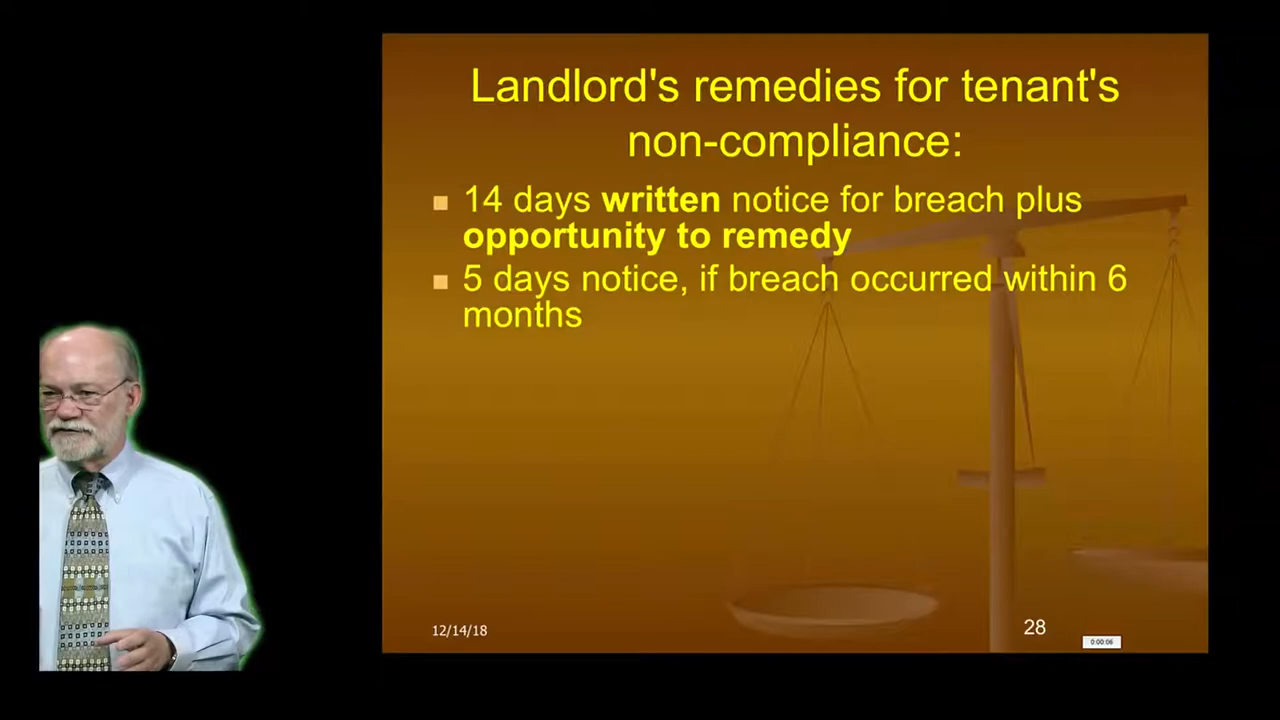 Landlord's remedies for tenant's
non-compliance:
14 days written notice for breach plus
opportunity to remedy
5 days notice, if breach occurred within 6
months
12/14/18
28
0:00:06